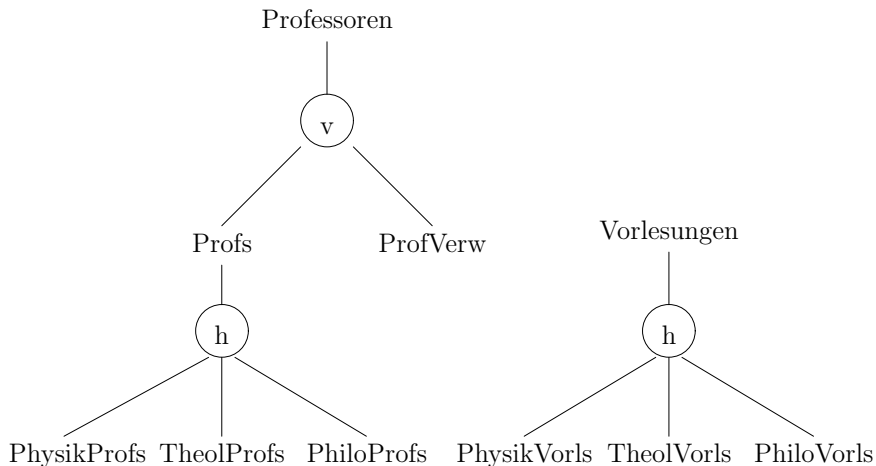 Professoren
v
Profs ProfVerw
Vorlesungen
h
h
PhysikProfs TheolProfs PhiloProfs PhysikVorls TheolVorls PhiloVorls